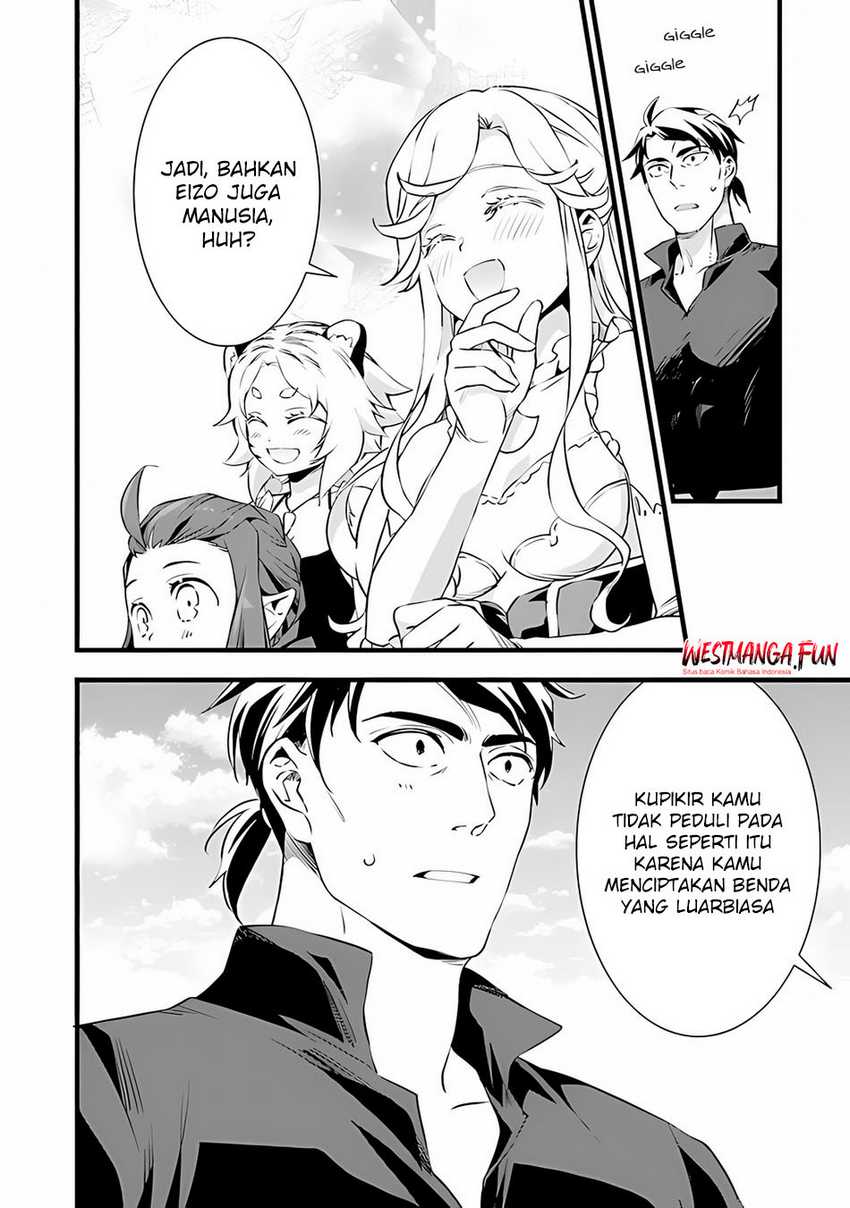 GIGGLE
GIGGLE
JADI, BAHKAN
EIZO JUGA
MANUSIA,
HUH?
WESTMANGA.FUN
Situs baca Komik Bahasa Indonesia
KUPIKIR KAMU
TIDAK PEDULI PADA
HAL SEPERTI ITU
KARENA KAMU
MENCIPTAKAN BENDA
YANG LUARBIASA